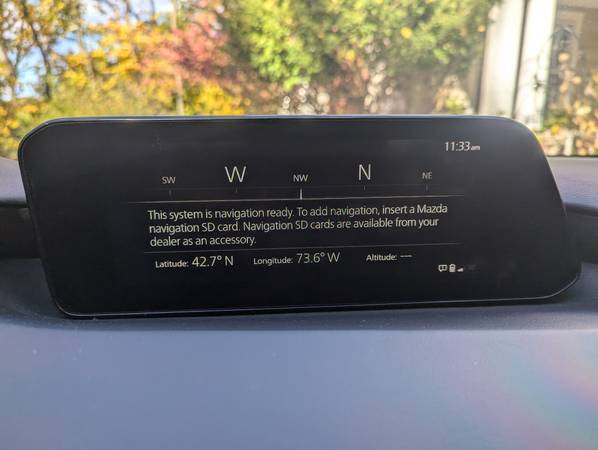 11:33am
SW W NW N NE
This system is navigation ready. To add navigation, insert a Mazda
navigation SD card. Navigation SD cards are available from your
dealer as an accessory.
Latitude: 42.7° N Longitude: 73.6° W Altitude: ---